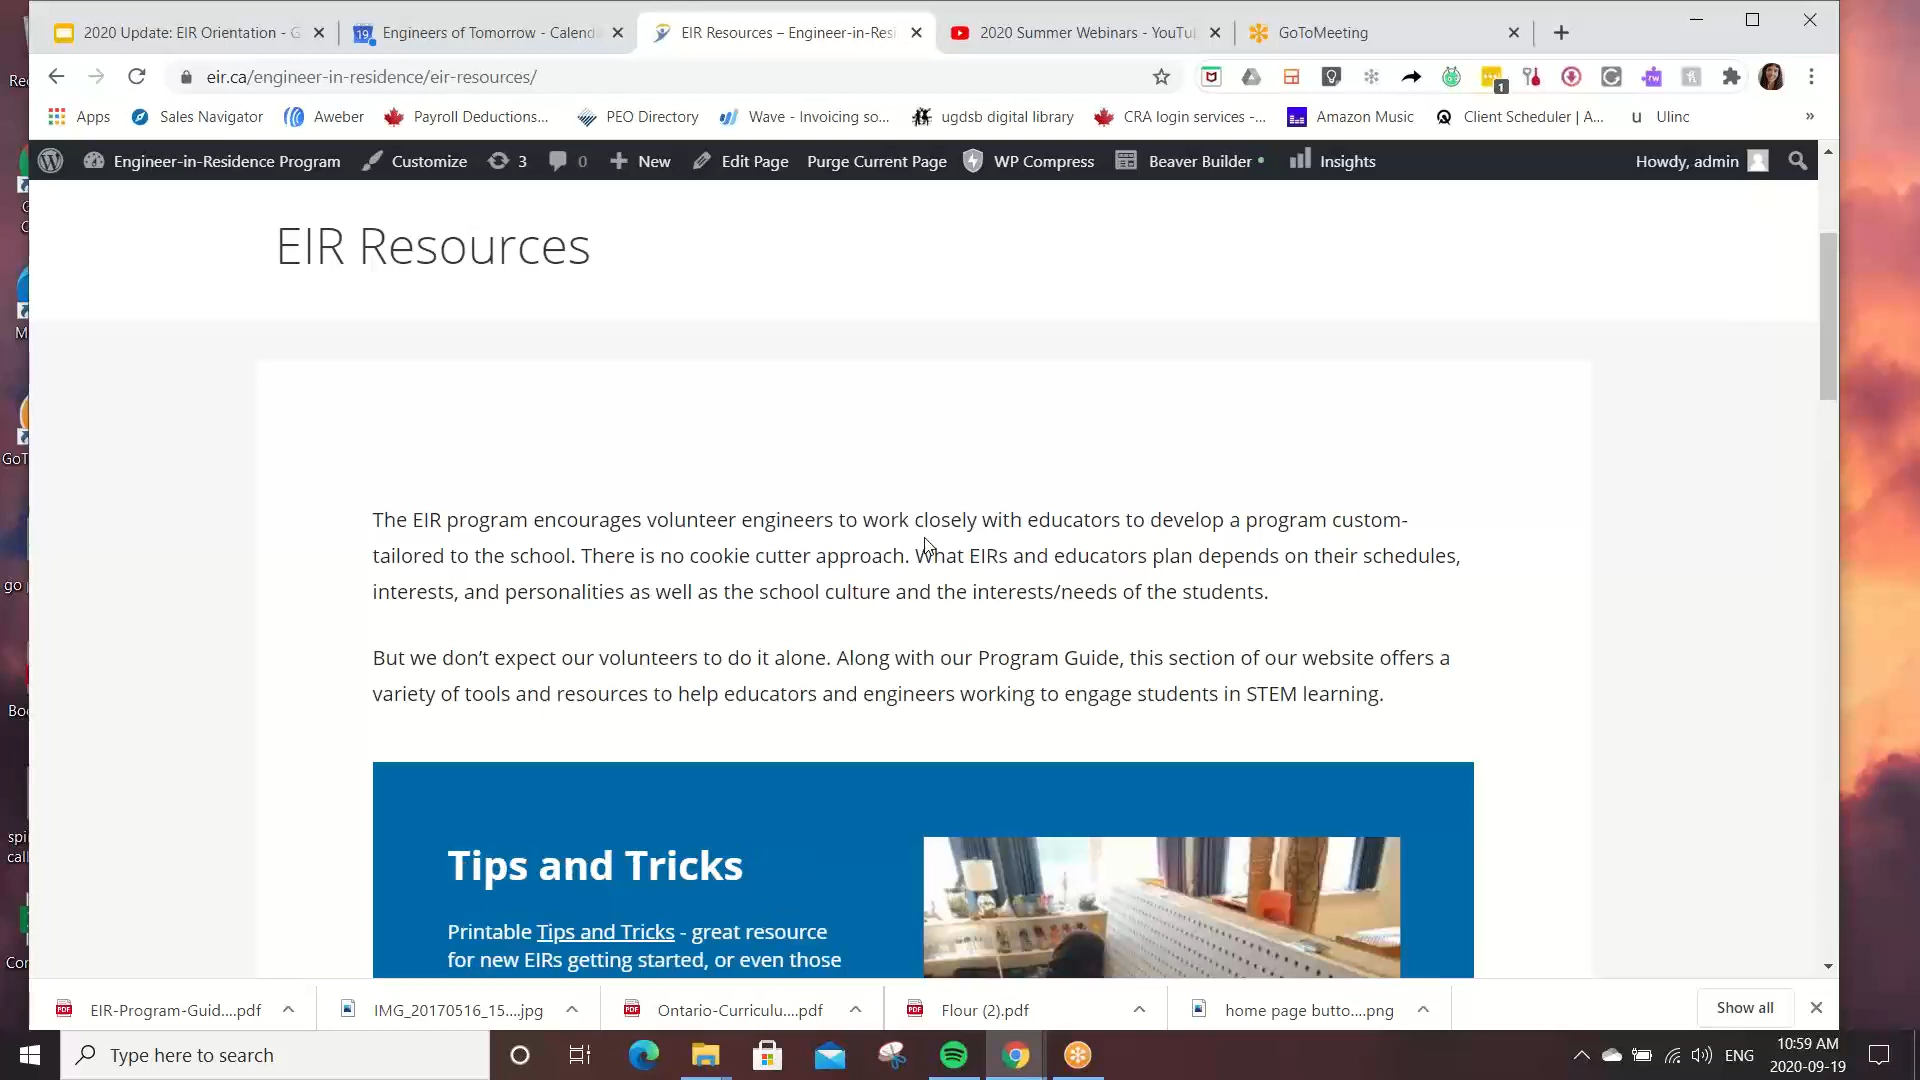 2020 Update: EIR Orientation - G
Engineers of Tomorrow - Calend
EIR Resources – Engineer-in-Resi
2020 Summer Webinars - YouTu
GoToMeeting
eir.ca/engineer-in-residence/eir-resources/
1
Apps
Sales Navigator
Aweber
Payroll Deductions...
PEO Directory
Wave - Invoicing so...
ugdsb digital library
CRA login services -...
Amazon Music
Client Scheduler | A...
u Ulinc
»
Engineer-in-Residence Program
Customize
3
0
New
Edit Page
Purge Current Page
WP Compress
Beaver Builder
Insights
Howdy, admin
EIR Resources
The EIR program encourages volunteer engineers to work closely with educators to develop a program custom-
tailored to the school. There is no cookie cutter approach. What EIRs and educators plan depends on their schedules,
interests, and personalities as well as the school culture and the interests/needs of the students.
But we don't expect our volunteers to do it alone. Along with our Program Guide, this section of our website offers a
variety of tools and resources to help educators and engineers working to engage students in STEM learning.
Tips and Tricks
Printable Tips and Tricks - great resource
for new EIRs getting started, or even those
EIR-Program-Guid....pdf
IMG_20170516_15....jpg
Ontario-Curriculu....pdf
Flour (2).pdf
home page butto....png
Show all
Type here to search
ENG
10:59 AM
2020-09-19